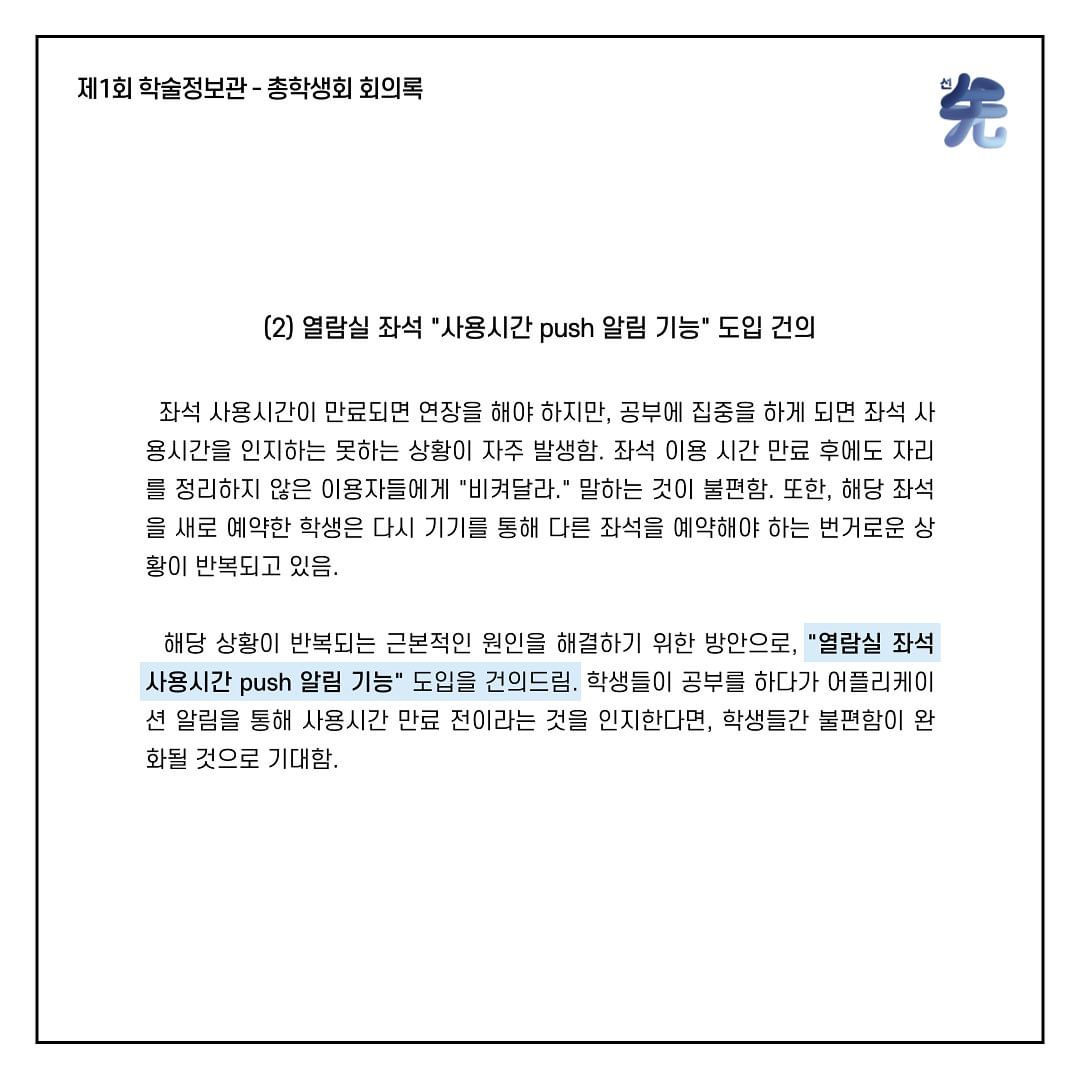 제1회 학술정보관 - 총학생회 회의록
선
先
(2) 열람실 좌석 "사용시간 push 알림 기능" 도입 건의
좌석 사용시간이 만료되면 연장을 해야 하지만, 공부에 집중을 하게 되면 좌석 사
용시간을 인지하는 못하는 상황이 자주 발생함. 좌석 이용 시간 만료 후에도 자리
를 정리하지 않은 이용자들에게 "비켜달라." 말하는 것이 불편함. 또한, 해당 좌석
을 새로 예약한 학생은 다시 기기를 통해 다른 좌석을 예약해야 하는 번거로운 상
황이 반복되고 있음.
해당 상황이 반복되는 근본적인 원인을 해결하기 위한 방안으로, "열람실 좌석
사용시간 push 알림 기능" 도입을 건의드림. 학생들이 공부를 하다가 어플리케이
션 알림을 통해 사용시간 만료 전이라는 것을 인지한다면, 학생들간 불편함이 완
화될 것으로 기대함.